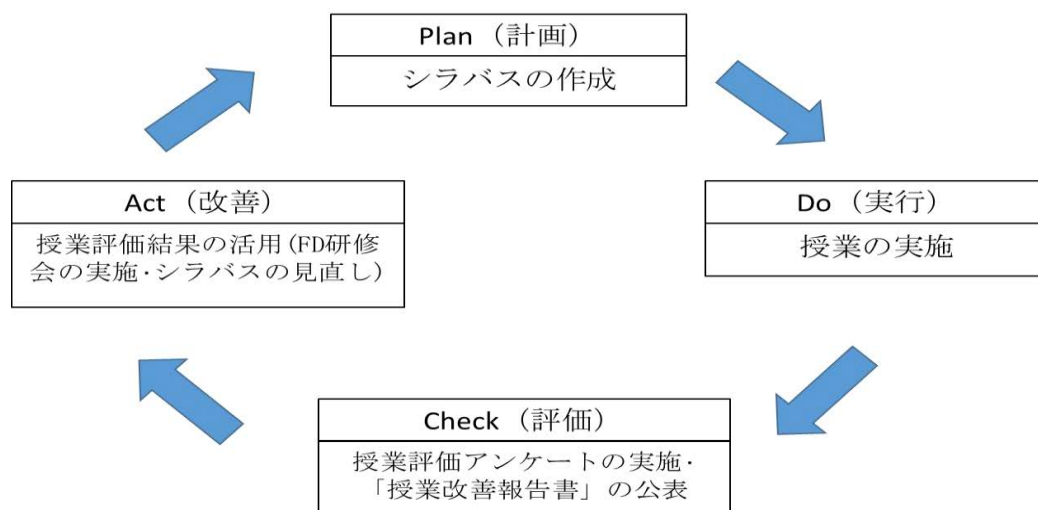 Plan（計画）
シラバスの作成
Do（実行）
授業の実施
Check（評価）
授業評価アンケートの実施・
「授業改善報告書」の公表
Act（改善）
授業評価結果の活用(FD研修
会の実施・シラバスの見直し)